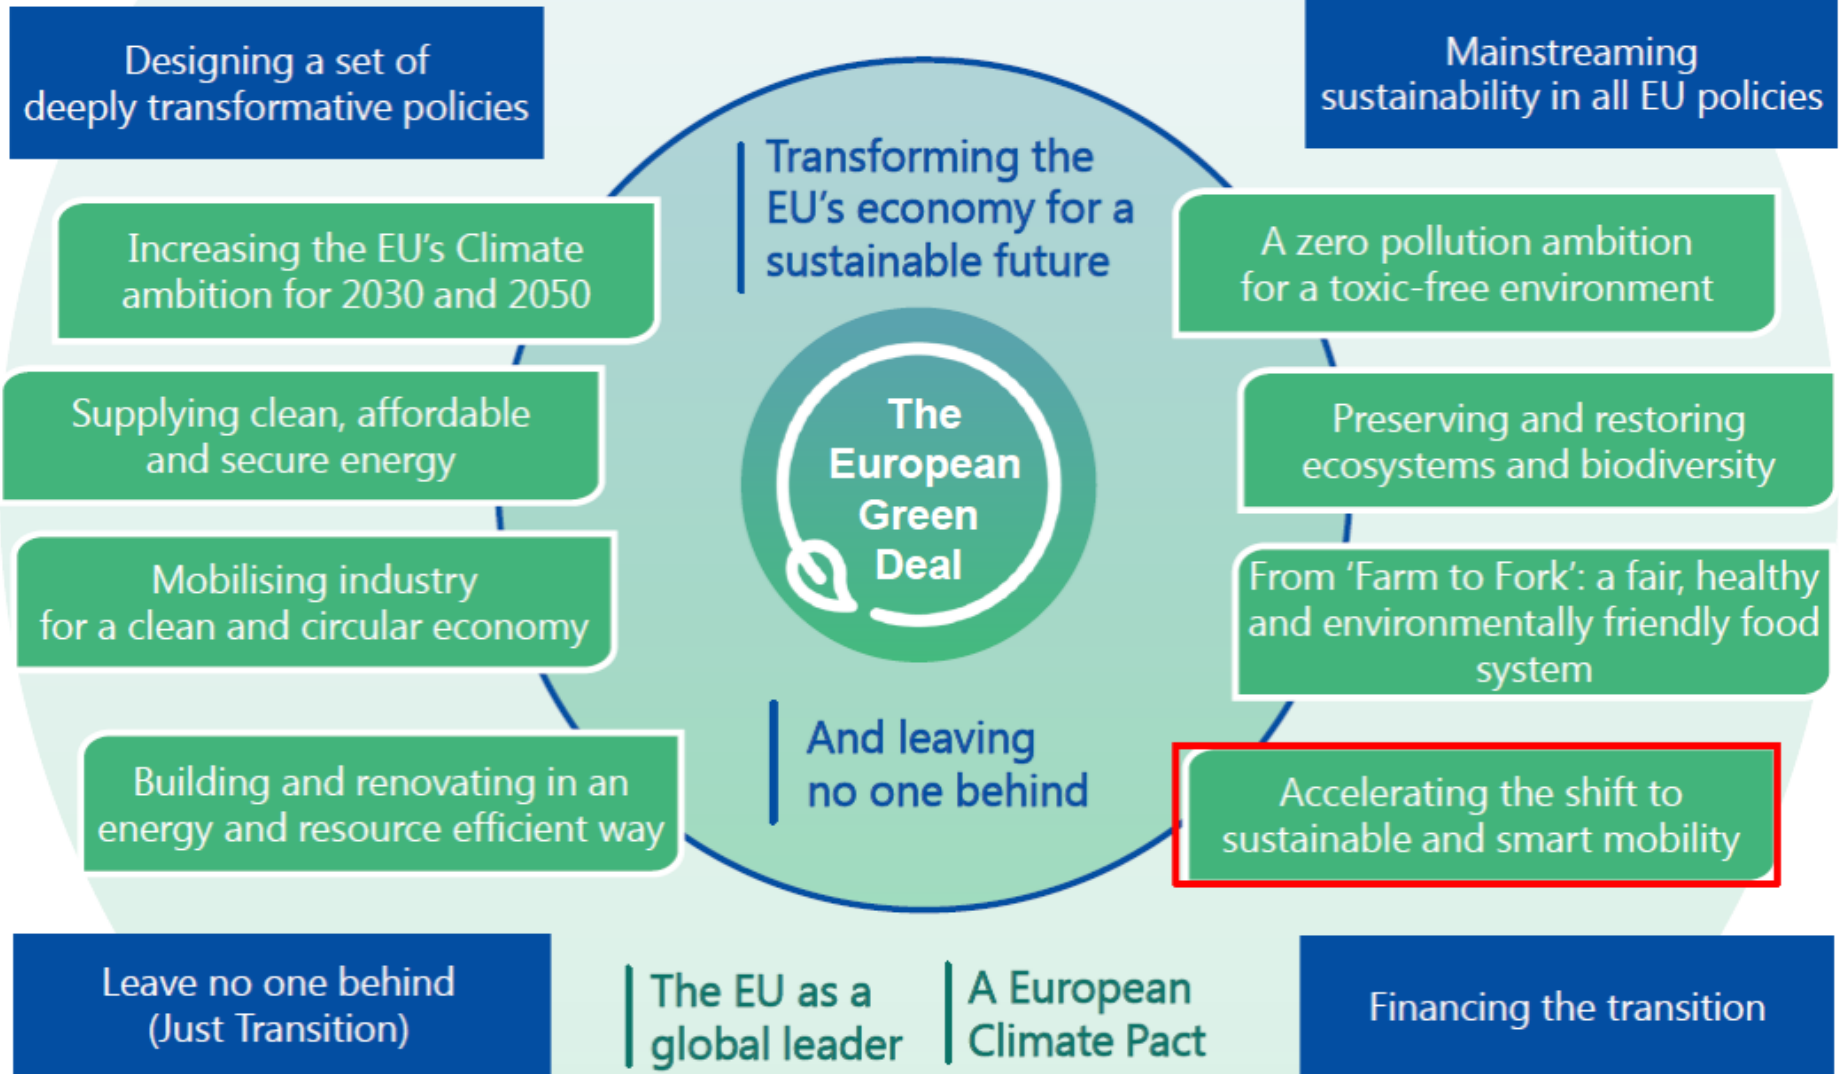 Designing a set of
deeply transformative policies
Mainstreaming
sustainability in all EU policies
Transforming the
EU’s economy for a
sustainable future
Increasing the EU’s Climate
ambition for 2030 and 2050
Supplying clean, affordable
and secure energy
Mobilising industry
for a clean and circular economy
Building and renovating in an
energy and resource efficient way
The
European
Green
Deal
A zero pollution ambition
for a toxic-free environment
Preserving and restoring
ecosystems and biodiversity
From ‘Farm to Fork’: a fair, healthy
and environmentally friendly food
system
Accelerating the shift to
sustainable and smart mobility
And leaving
no one behind
Leave no one behind
(Just Transition)
The EU as a
global leader
A European
Climate Pact
Financing the transition